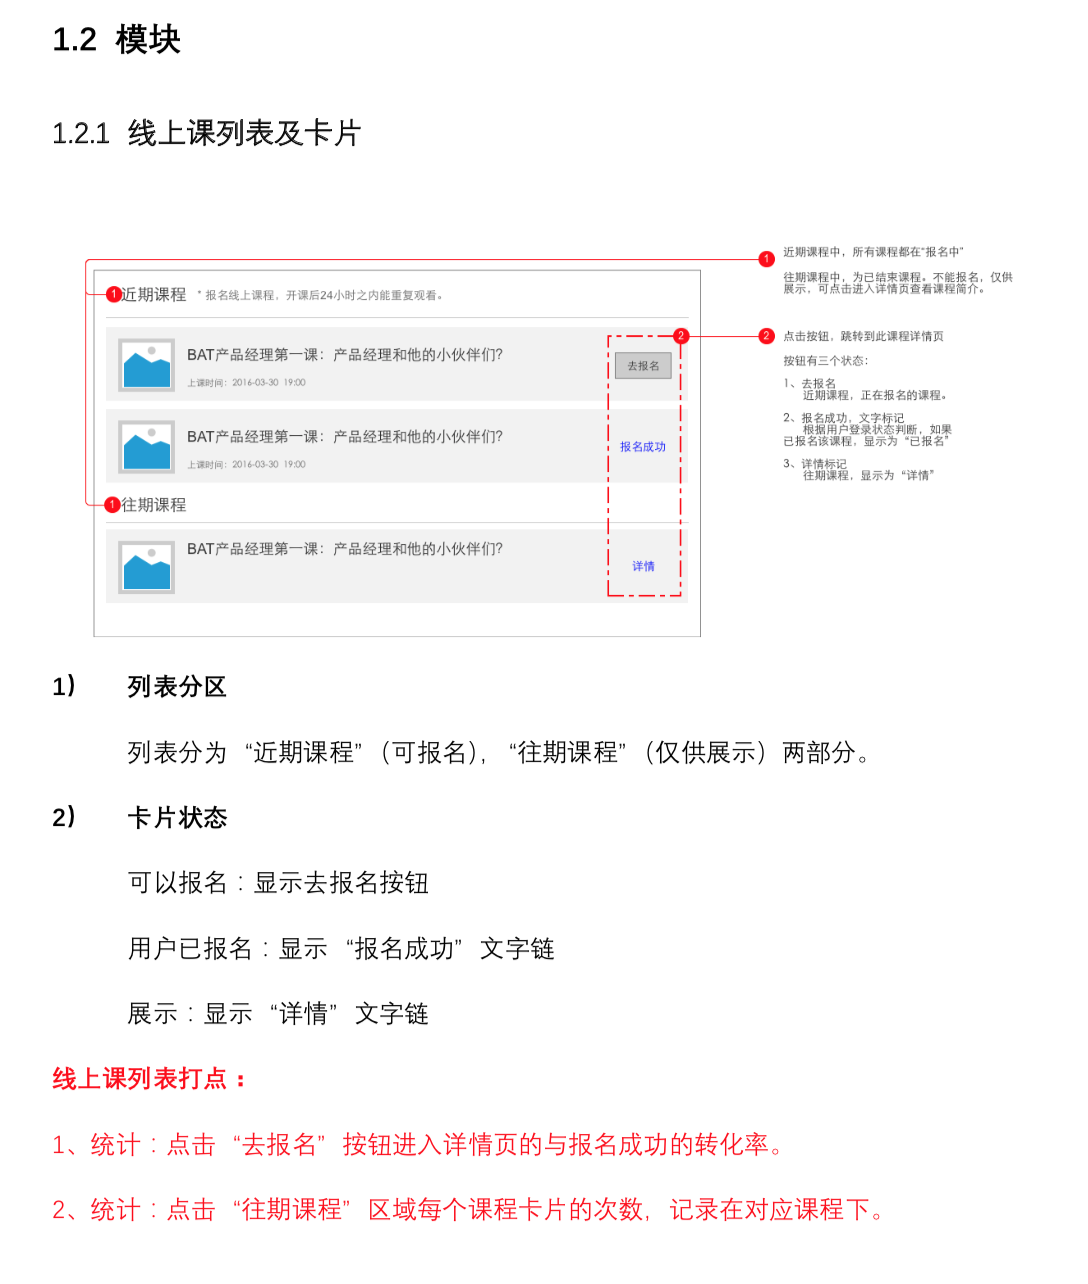 1.2 模块
1.2.1 线上课列表及卡片
1
近期课程 * 报名线上课程，开课后24小时之内能重复观看。
BAT产品经理第一课：产品经理和他的小伙伴们？
上课时间：2016-03-30 19:00
2
去报名
BAT产品经理第一课：产品经理和他的小伙伴们？
上课时间：2016-03-30 19:00
报名成功
1
往期课程
BAT产品经理第一课：产品经理和他的小伙伴们？
详情
1
近期课程中，所有课程都在“报名中”
往期课程中，为已结束课程。不能报名，仅供
展示，可点击进入详情页查看课程简介。
2
点击按钮，跳转到此课程详情页
按钮有三个状态：
1、去报名
近期课程，正在报名的课程。
2、报名成功，文字标记
根据用户登录状态判断，如果
已报名该课程，显示为“已报名”
3、详情标记
往期课程，显示为“详情”
1) 列表分区
列表分为“近期课程”（可报名），“往期课程”（仅供展示）两部分。
2) 卡片状态
可以报名：显示去报名按钮
用户已报名：显示“报名成功”文字链
展示：显示“详情”文字链
线上课列表打点：
1、统计：点击“去报名”按钮进入详情页的与报名成功的转化率。
2、统计：点击“往期课程”区域每个课程卡片的次数，记录在对应课程下。